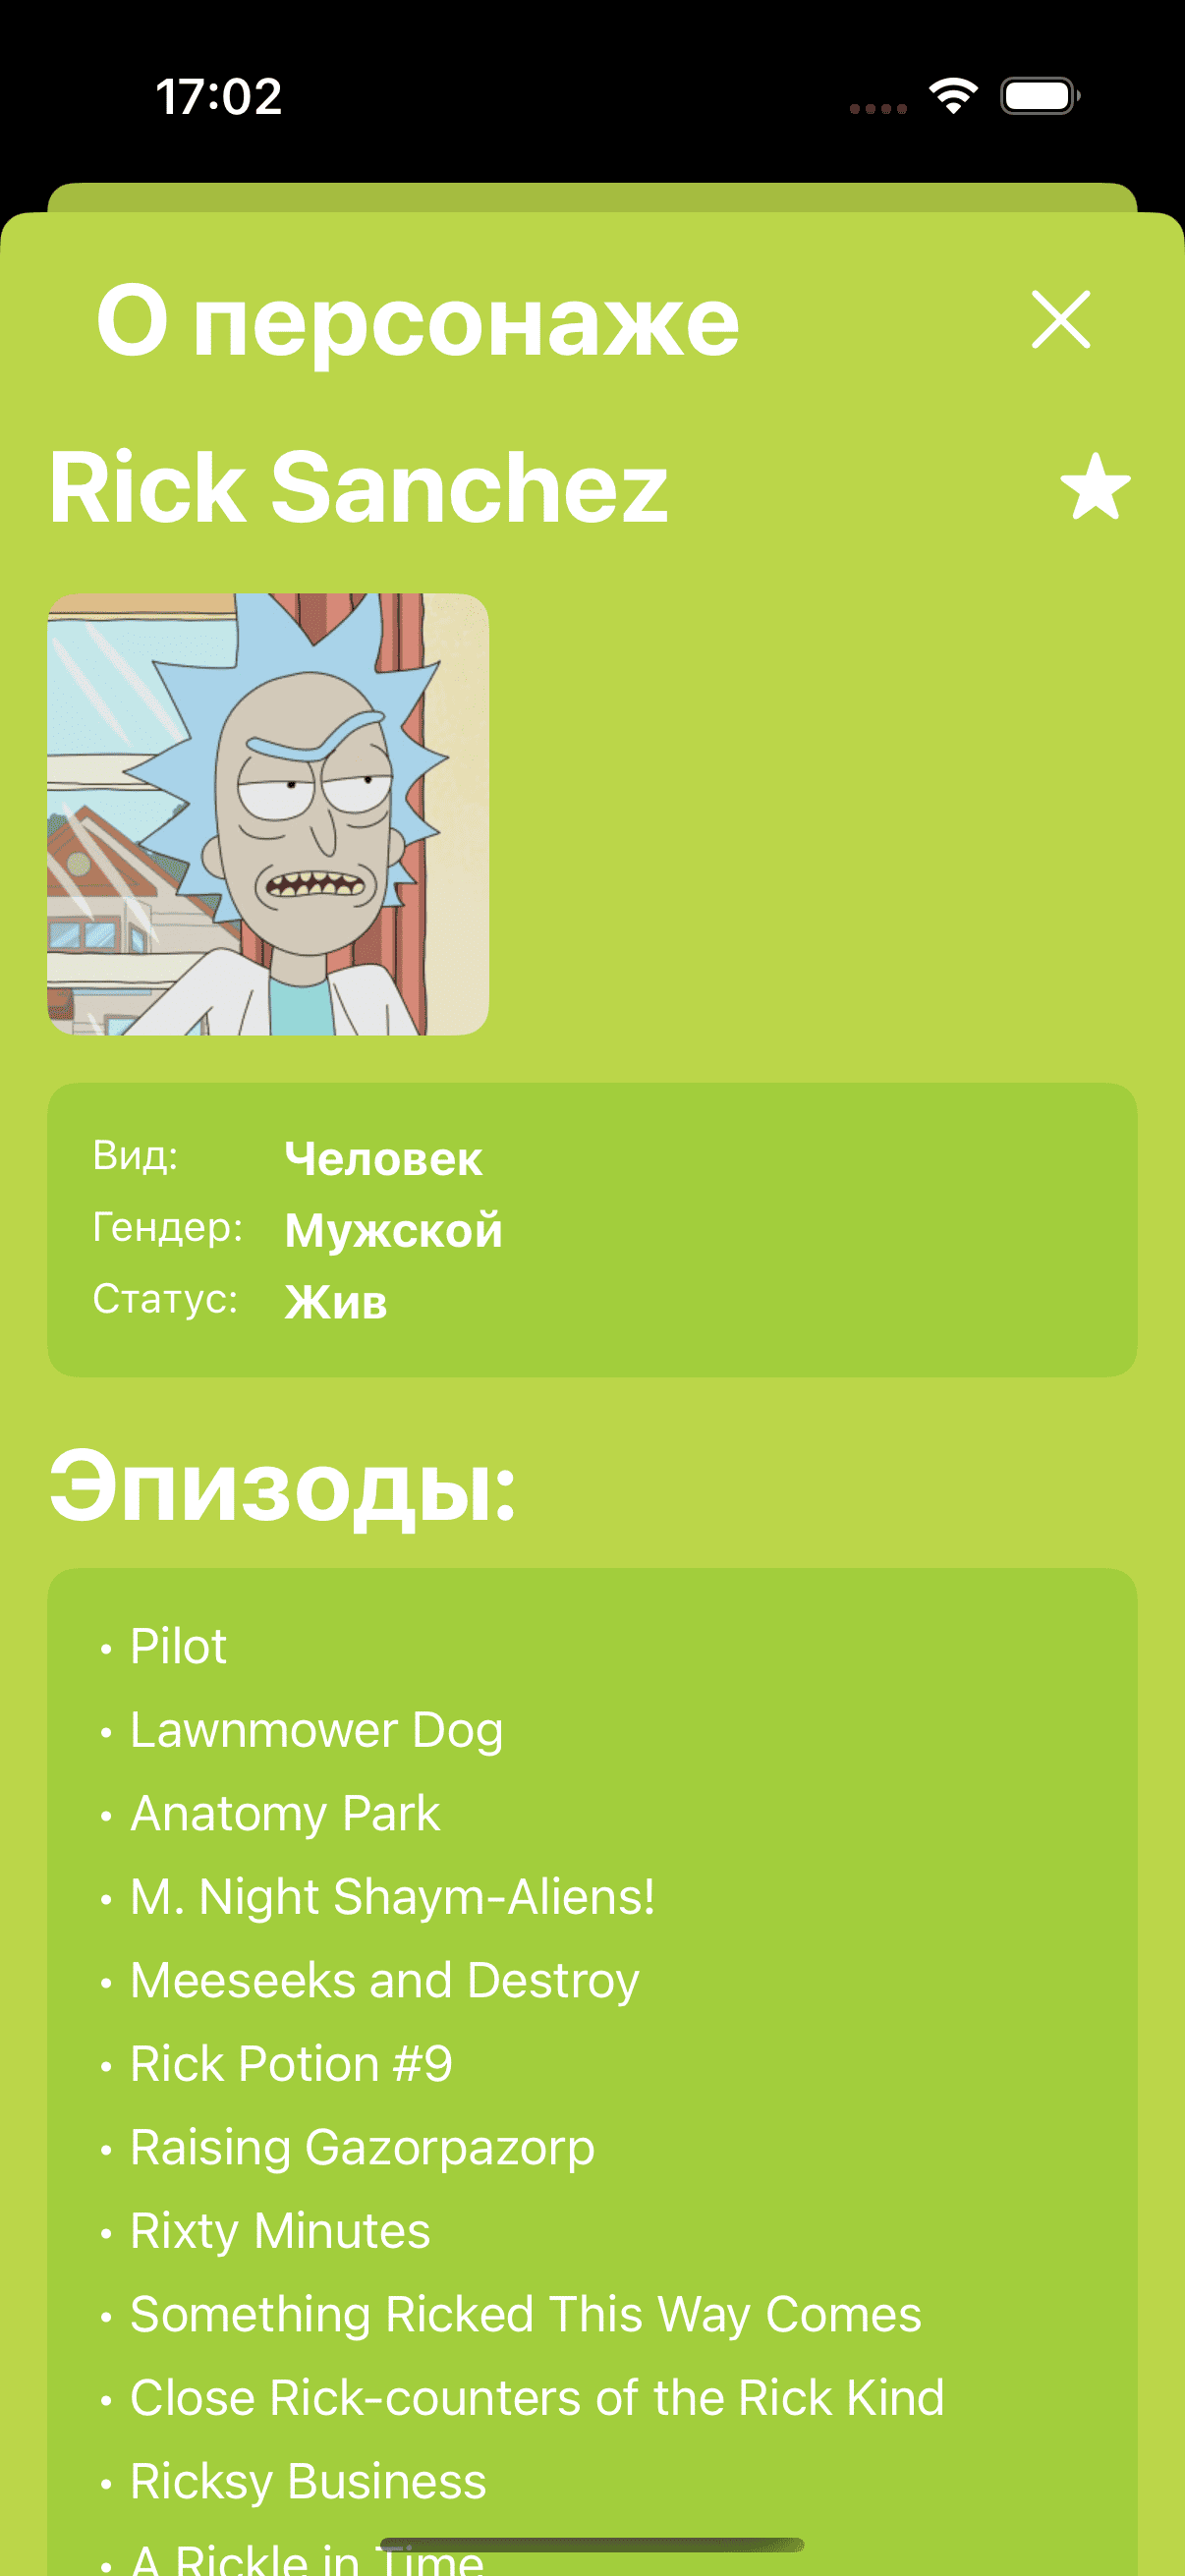 17:02
О персонаже
Rick Sanchez
Вид: Человек
Гендер: Мужской
Статус: Жив
Эпизоды:
• Pilot
• Lawnmower Dog
• Anatomy Park
• M. Night Shaym-Aliens!
• Meeseeks and Destroy
• Rick Potion #9
• Raising Gazorpazorp
• Rixty Minutes
• Something Ricked This Way Comes
• Close Rick-counters of the Rick Kind
• Ricksy Business
• A Rickle in Time